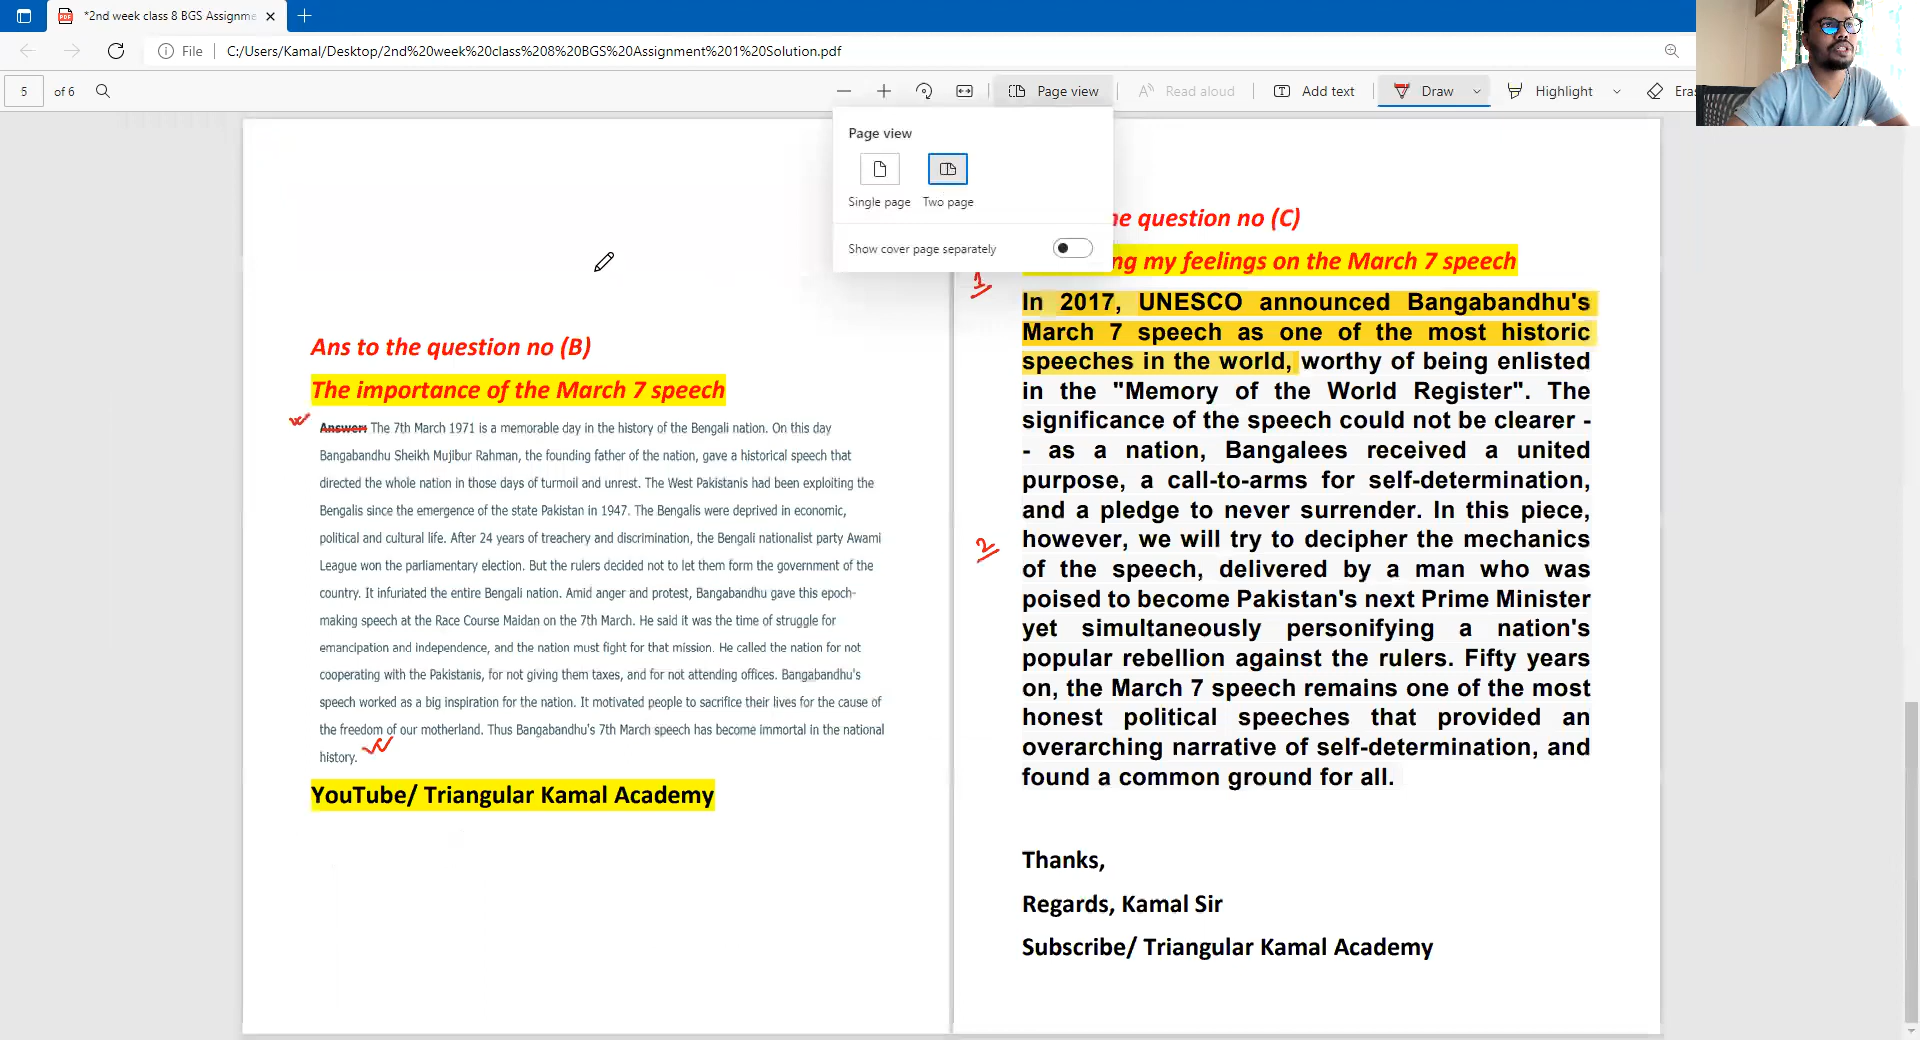 *2nd week class 8 BGS Assignme
File
C:/Users/Kamal/Desktop/2nd%20week%20class%208%20BGS%20Assignment%201%20Solution.pdf
5 of 6
Page view
Read aloud
Add text
Draw
Highlight
Eras
Page view
Single page
Two page
Show cover page separately
Ans to the question no (B)
The importance of the March 7 speech
Answer: The 7th March 1971 is a memorable day in the history of the Bengali nation. On this day
Bangabandhu Sheikh Mujibur Rahman, the founding father of the nation, gave a historical speech that
directed the whole nation in those days of turmoil and unrest. The West Pakistanis had been exploiting the
Bengalis since the emergence of the state Pakistan in 1947. The Bengalis were deprived in economic,
political and cultural life. After 24 years of treachery and discrimination, the Bengali nationalist party Awami
League won the parliamentary election. But the rulers decided not to let them form the government of the
country. It infuriated the entire Bengali nation. Amid anger and protest, Bangabandhu gave this epoch-
making speech at the Race Course Maidan on the 7th March. He said it was the time of struggle for
emancipation and independence, and the nation must fight for that mission. He called the nation for not
cooperating with the Pakistanis, for not giving them taxes, and for not attending offices. Bangabandhu's
speech worked as a big inspiration for the nation. It motivated people to sacrifice their lives for the cause of
the freedom of our motherland. Thus Bangabandhu's 7th March speech has become immortal in the national
history.
YouTube/ Triangular Kamal Academy
he question no (C)
ng my feelings on the March 7 speech
1
In 2017, UNESCO announced Bangabandhu's
March 7 speech as one of the most historic
speeches in the world, worthy of being enlisted
in the "Memory of the World Register". The
significance of the speech could not be clearer -
- as a nation, Bangalees received a united
purpose, a call-to-arms for self-determination,
and a pledge to never surrender. In this piece,
2
however, we will try to decipher the mechanics
of the speech, delivered by a man who was
poised to become Pakistan's next Prime Minister
yet simultaneously personifying a nation's
popular rebellion against the rulers. Fifty years
on, the March 7 speech remains one of the most
honest political speeches that provided an
overarching narrative of self-determination, and
found a common ground for all.
Thanks,
Regards, Kamal Sir
Subscribe/ Triangular Kamal Academy